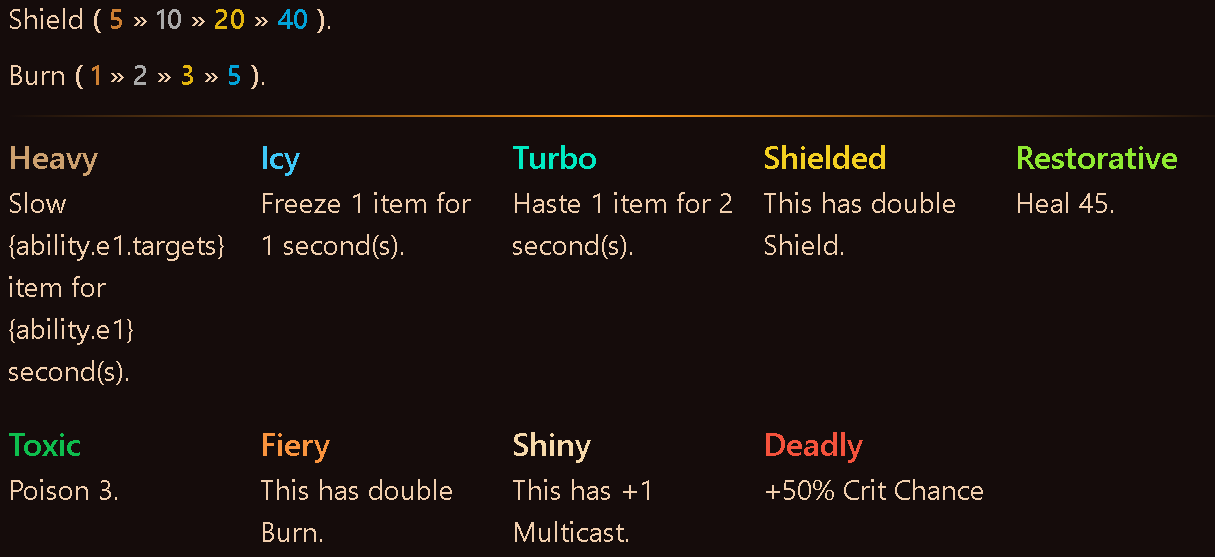 Shield ( 5 » 10 » 20 » 40 ).
Burn ( 1 » 2 » 3 » 5 ).
Heavy
Slow
{ability.e1.targets}
item for
{ability.e1}
second(s).
Icy
Freeze 1 item for
1 second(s).
Turbo
Haste 1 item for 2
second(s).
Shielded
This has double
Shield.
Restorative
Heal 45.
Toxic
Poison 3.
Fiery
This has double
Burn.
Shiny
This has +1
Multicast.
Deadly
+50% Crit Chance